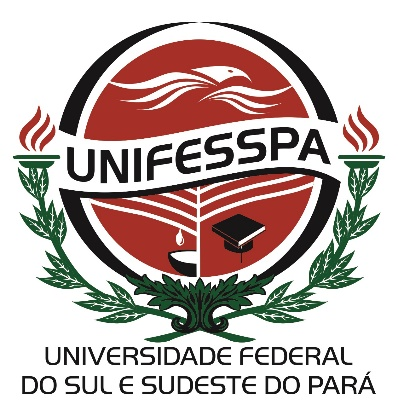 UNIFESSPA
UNIVERSIDADE FEDERAL
DO SUL E SUDESTE DO PARÁ